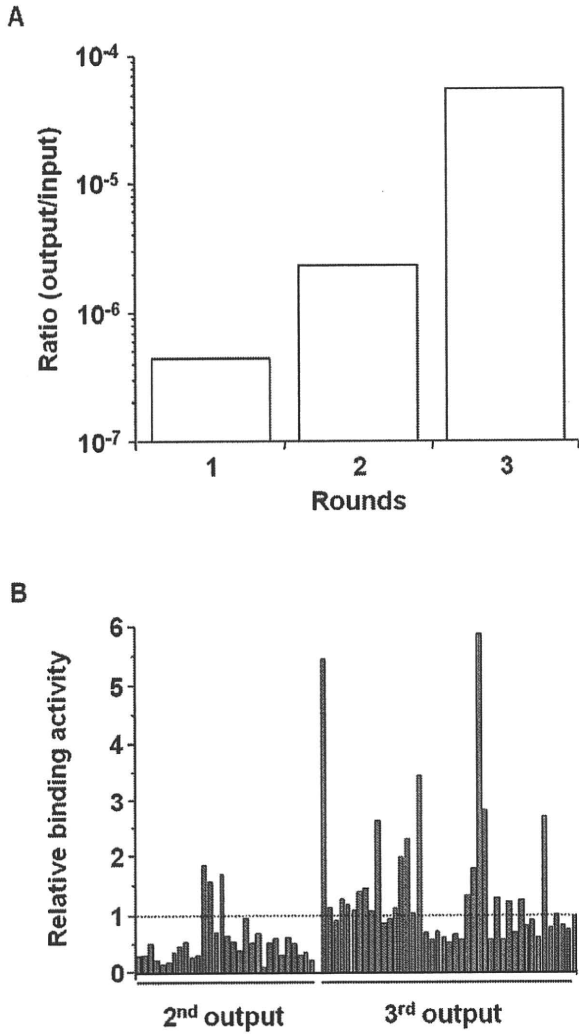 A
Ratio (output/input)
10⁻⁴
10⁻⁵
10⁻⁶
10⁻⁷
1 2 3
Rounds
B
Relative binding activity
6
5
4
3
2
1
0
2nd output 3rd output